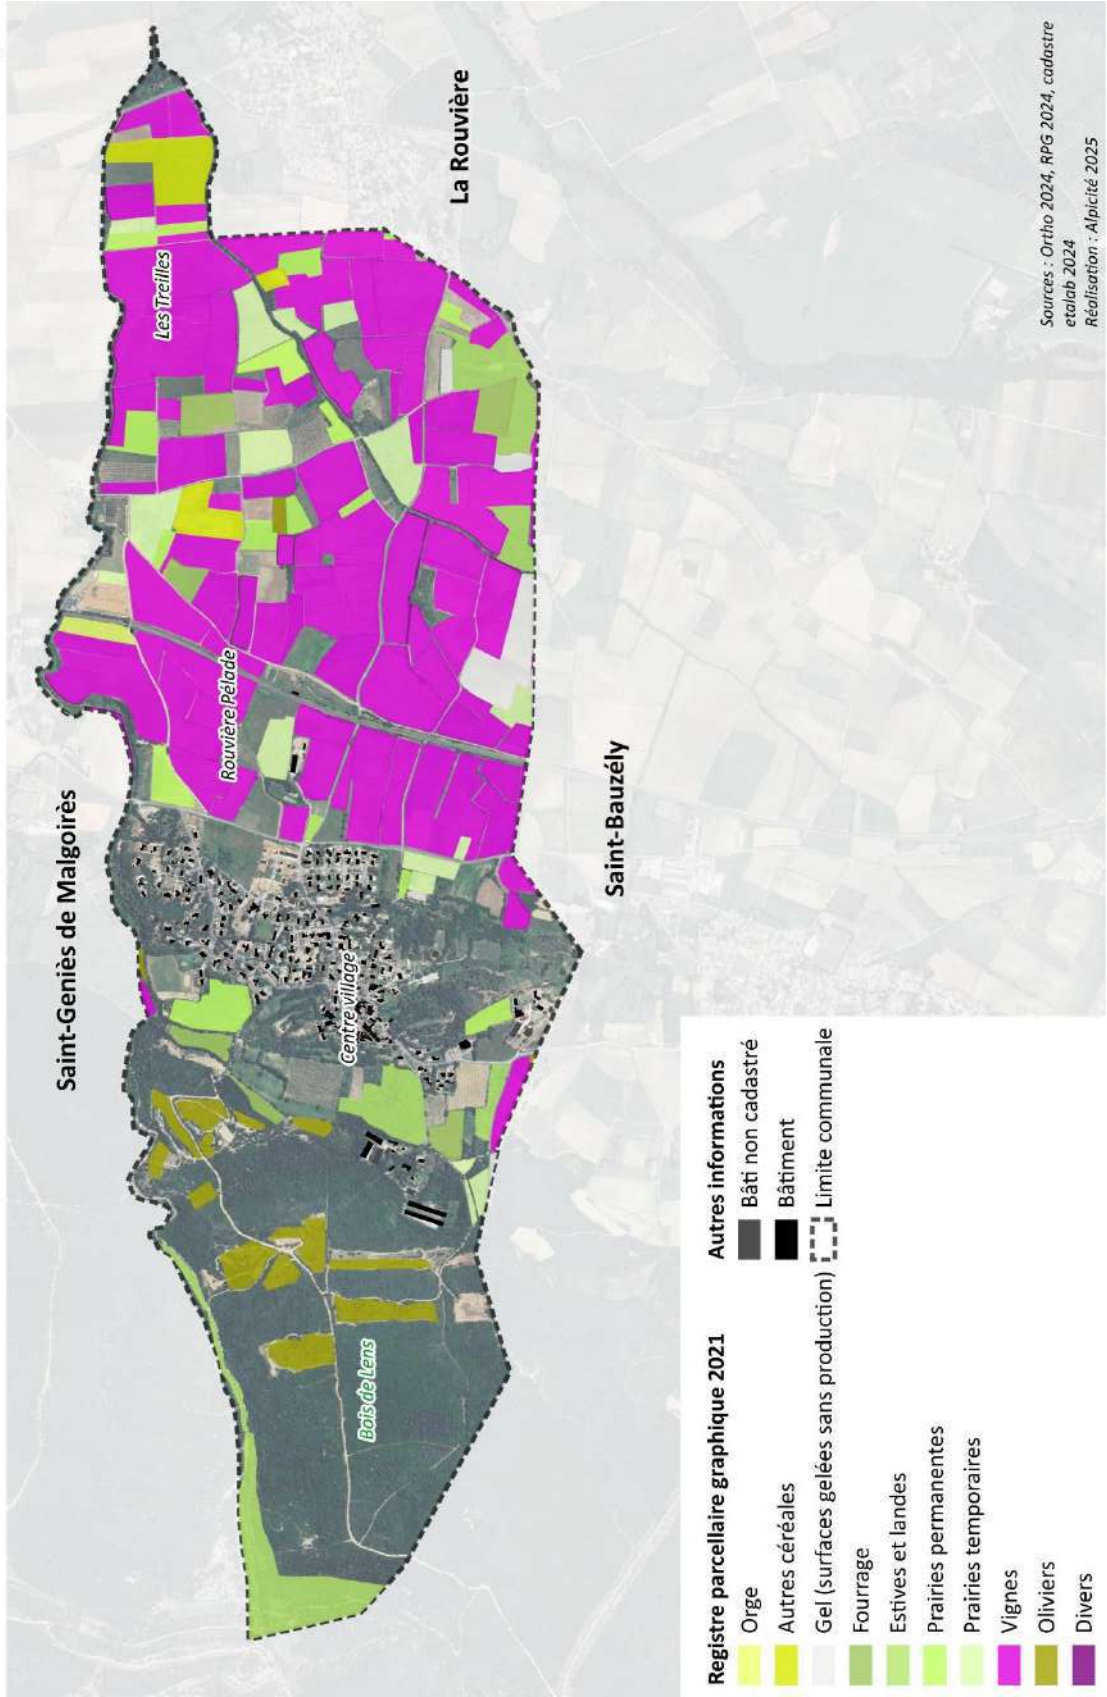 Saint-Geniès de Malgoirès
La Rouvière
Saint-Bauzély
Les Treilles
Rouvière Pélade
Centre village
Bois de Lens
Registre parcellaire graphique 2021
Orge
Autres céréales
Gel (surfaces gelées sans production)
Fourrage
Estives et landes
Prairies permanentes
Prairies temporaires
Vignes
Oliviers
Divers
Autres informations
Bâti non cadastré
Bâtiment
Limite communale
Sources : Ortho 2024, RPG 2024, cadastre
etalab 2024
Réalisation : Alpicité 2025